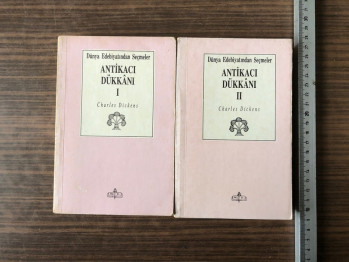 Dünya Edebiyatından Seçmeler
ANTİKACI
DÜKKÂNI
I
Charles Dickens
Dünya Edebiyatından Seçmeler
ANTİKACI
DÜKKÂNI
II
Charles Dickens